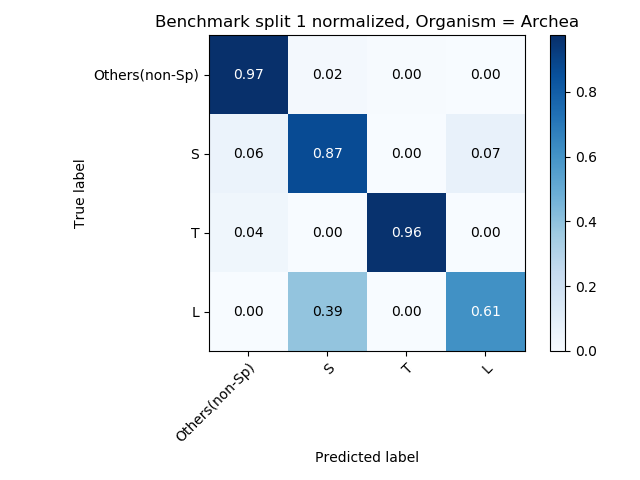 Benchmark split 1 normalized, Organism = Archea
Others(non-Sp) 0.97 0.02 0.00 0.00
S 0.06 0.87 0.00 0.07
T 0.04 0.00 0.96 0.00
L 0.00 0.39 0.00 0.61
True label
Others(non-Sp) S T L
Predicted label
0.8
0.6
0.4
0.2
0.0